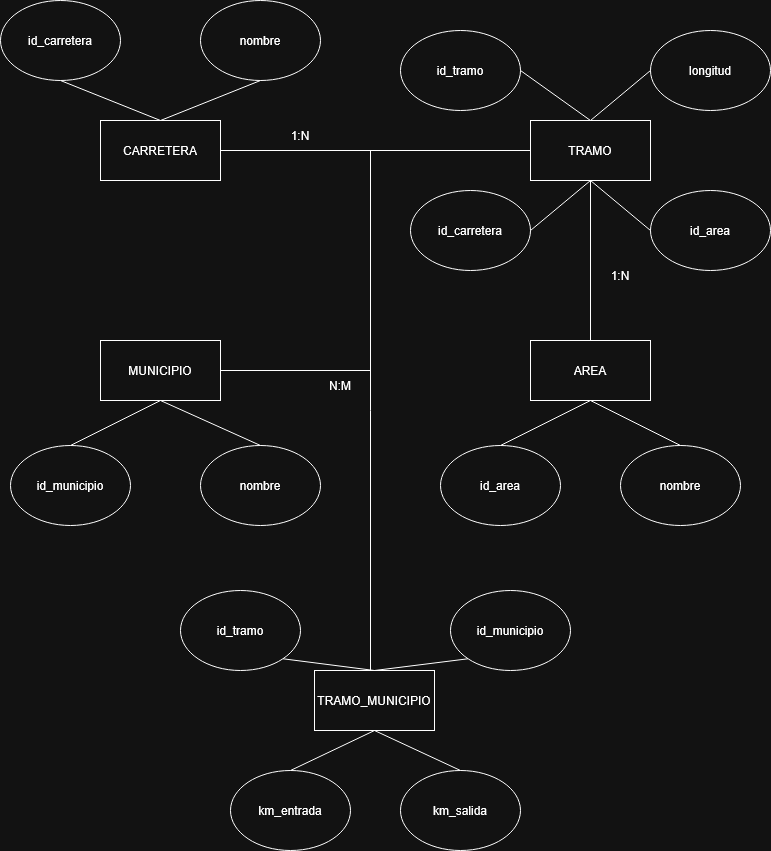 id_carretera
nombre
id_tramo
longitud
1:N
CARRETERA
TRAMO
id_carretera
id_area
1:N
MUNICIPIO
N:M
AREA
id_municipio
nombre
id_area
nombre
id_tramo
id_municipio
TRAMO_MUNICIPIO
km_entrada
km_salida